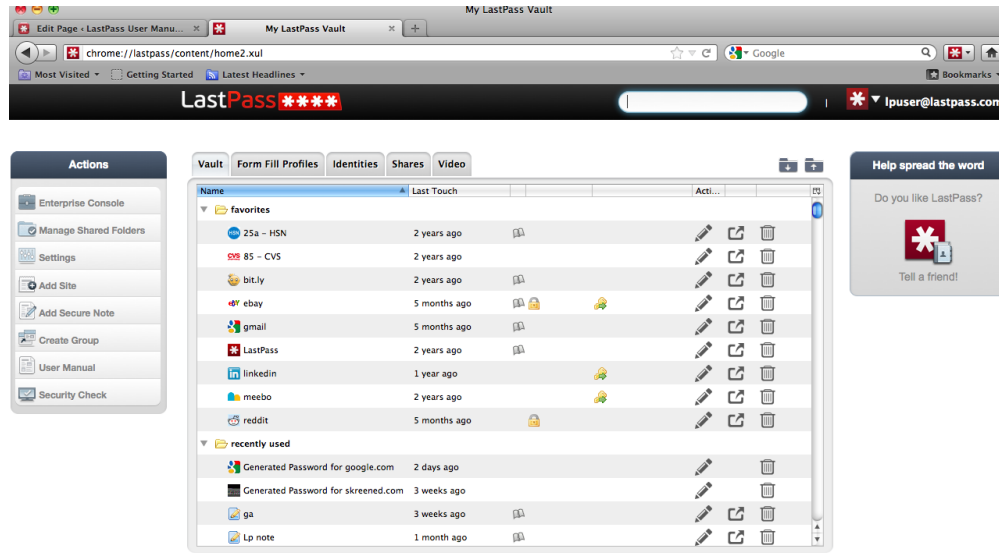 My LastPass Vault
Edit Page ‹ LastPass User Manu...
My LastPass Vault
chrome://lastpass/content/home2.xul
Google
Most Visited
Getting Started
Latest Headlines
Bookmarks
LastPass ****
lpuser@lastpass.com
Actions
Enterprise Console
Manage Shared Folders
Settings
Add Site
Add Secure Note
Create Group
User Manual
Security Check
Vault
Form Fill Profiles
Identities
Shares
Video
Name
Last Touch
Acti...
favorites
25a – HSN 2 years ago
CVS 85 – CVS 2 years ago
bit.ly 2 years ago
ebay 5 months ago
gmail 5 months ago
LastPass 2 years ago
linkedin 1 year ago
meebo 2 years ago
reddit 5 months ago
recently used
Generated Password for google.com 2 days ago
Generated Password for skreened.com 3 weeks ago
ga 3 weeks ago
Lp note 1 month ago
Help spread the word
Do you like LastPass?
Tell a friend!